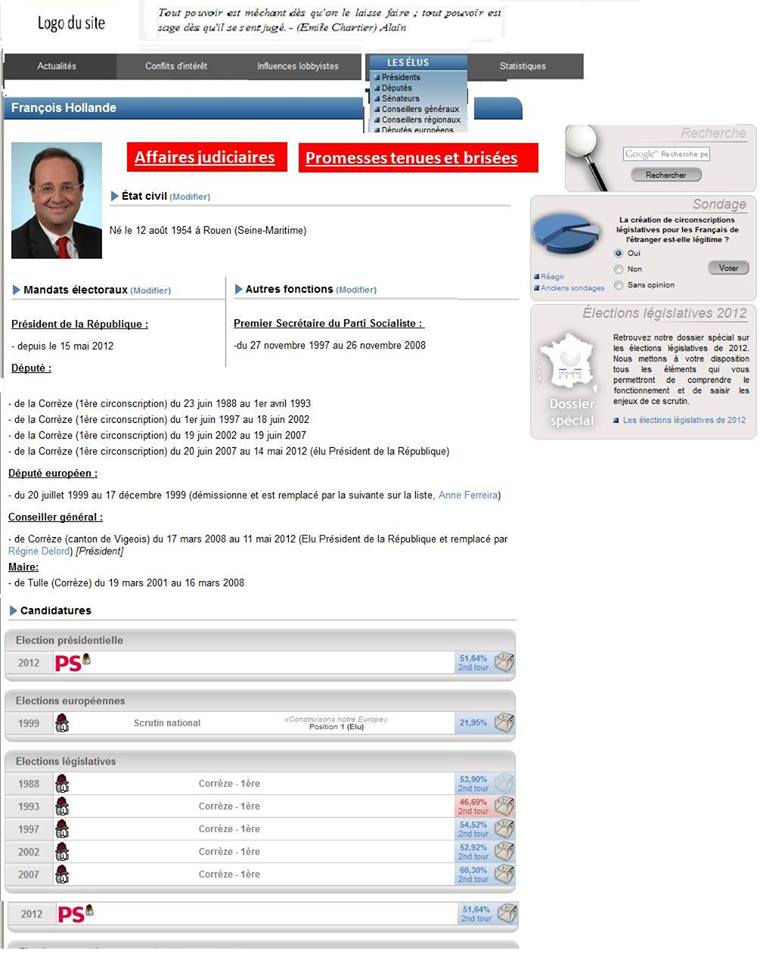 Logo du site
Tout pouvoir est méchant dès qu'on le laisse faire ; tout pouvoir est
sage dès qu'il se sent jugé. - (Emile Chartier) Alain
Actualités
Conflits d'intérêt
Influences lobbyistes
LES ÉLUS
Statistiques
Présidents
Députés
Sénateurs
Conseillers généraux
Conseillers régionaux
Députés européens
François Hollande
Affaires judiciaires
Promesses tenues et brisées
État civil (Modifier)
Né le 12 août 1954 à Rouen (Seine-Maritime)
Mandats électoraux (Modifier)
Président de la République :
- depuis le 15 mai 2012
Autres fonctions (Modifier)
Premier Secrétaire du Parti Socialiste :
-du 27 novembre 1997 au 26 novembre 2008
Député :
- de la Corrèze (1ère circonscription) du 23 juin 1988 au 1er avril 1993
- de la Corrèze (1ère circonscription) du 1er juin 1997 au 18 juin 2002
- de la Corrèze (1ère circonscription) du 19 juin 2002 au 19 juin 2007
- de la Corrèze (1ère circonscription) du 20 juin 2007 au 14 mai 2012 (élu Président de la République)
Député européen :
- du 20 juillet 1999 au 17 décembre 1999 (démissionne et est remplacé par la suivante sur la liste, Anne Ferreira)
Conseiller général :
- de Corrèze (canton de Vigeois) du 17 mars 2008 au 11 mai 2012 (Elu Président de la République et remplacé par
Régine Delord) [Président]
Maire:
- de Tulle (Corrèze) du 19 mars 2001 au 16 mars 2008
Candidatures
Election présidentielle
2012 PS 51,64%
2nd tour
Elections européennes
1999 Scrutin national «Construisons notre Europe» 21,95%
Position 1 (Elu)
Elections législatives
1988 Corrèze - 1ère 53,90%
2nd tour
1993 Corrèze - 1ère 46,69%
2nd tour
1997 Corrèze - 1ère 54,52%
2nd tour
2002 Corrèze - 1ère 52,92%
2nd tour
2007 Corrèze - 1ère 60,30%
2nd tour
2012 PS 51,64%
2nd tour
Recherche
Google™ Recherche pe
Rechercher
Sondage
La création de circonscriptions
législatives pour les Français de
l'étranger est-elle légitime ?
Oui
Non
Sans opinion
Voter
Réagir
Anciens sondages
Élections législatives 2012
Retrouvez notre dossier spécial sur
les élections législatives de 2012.
Nous mettons à votre disposition
tous les éléments qui vous
permettront de comprendre le
fonctionnement et de saisir les
enjeux de ce scrutin.
Dossier
spécial
Les élections législatives de 2012